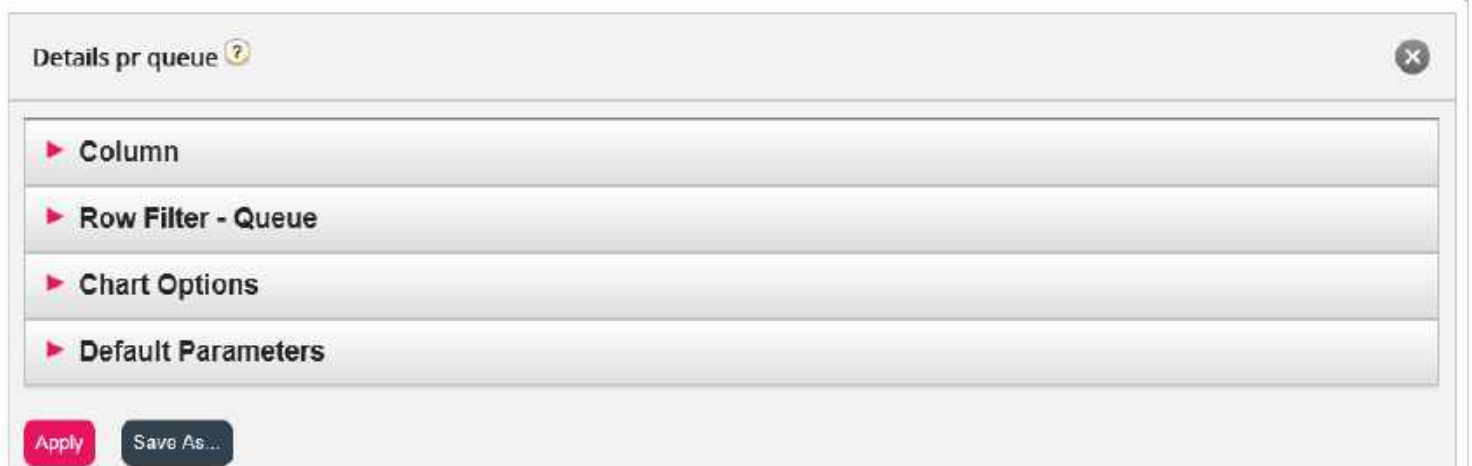 Details pr queue ?
Column
Row Filter - Queue
Chart Options
Default Parameters
Apply Save As...